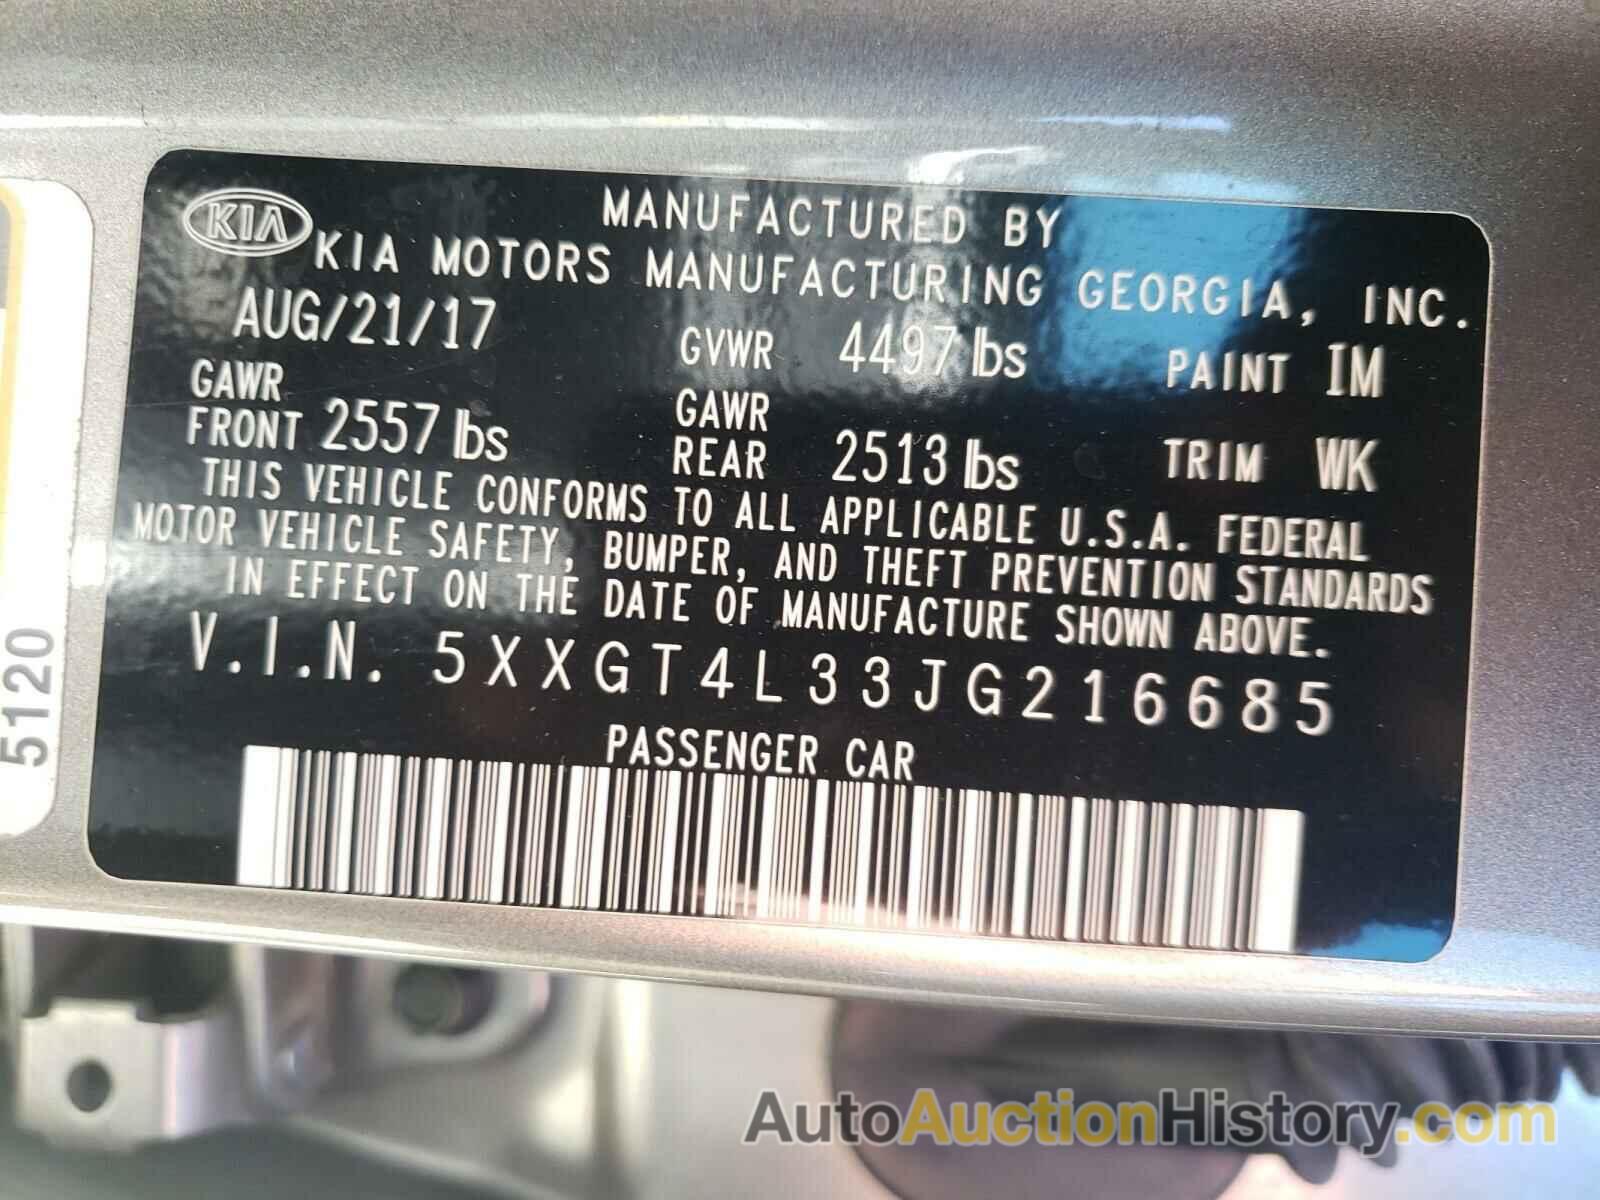 KIA
MANUFACTURED BY
KIA MOTORS MANUFACTURING GEORGIA, INC.
AUG/21/17 GVWR 4497 lbs PAINT IM
GAWR FRONT 2557 lbs GAWR REAR 2513 lbs TRIM WK
THIS VEHICLE CONFORMS TO ALL APPLICABLE U.S.A. FEDERAL
MOTOR VEHICLE SAFETY, BUMPER, AND THEFT PREVENTION STANDARDS
IN EFFECT ON THE DATE OF MANUFACTURE SHOWN ABOVE.
V.I.N. 5XXGT4L33JG216685
PASSENGER CAR
5120
AutoAuctionHistory.com